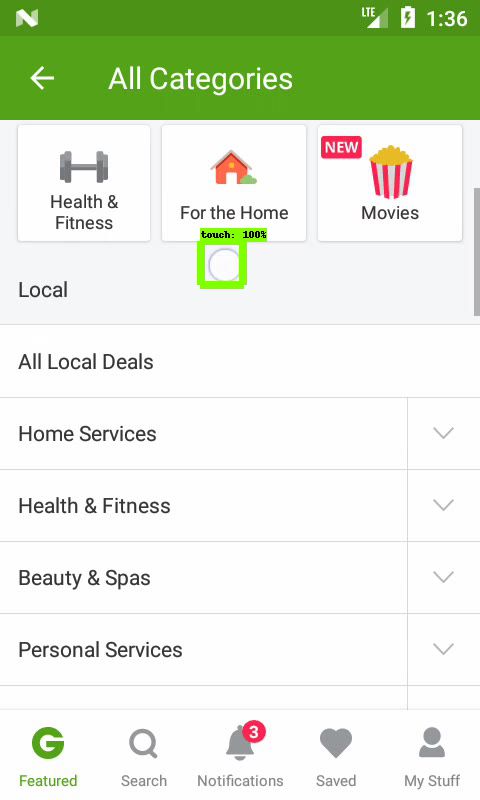 LTE 1:36
All Categories
Health &
Fitness
For the Home
NEW
Movies
touch: 100%
Local
All Local Deals
Home Services
Health & Fitness
Beauty & Spas
Personal Services
3
Featured
Search
Notifications
Saved
My Stuff